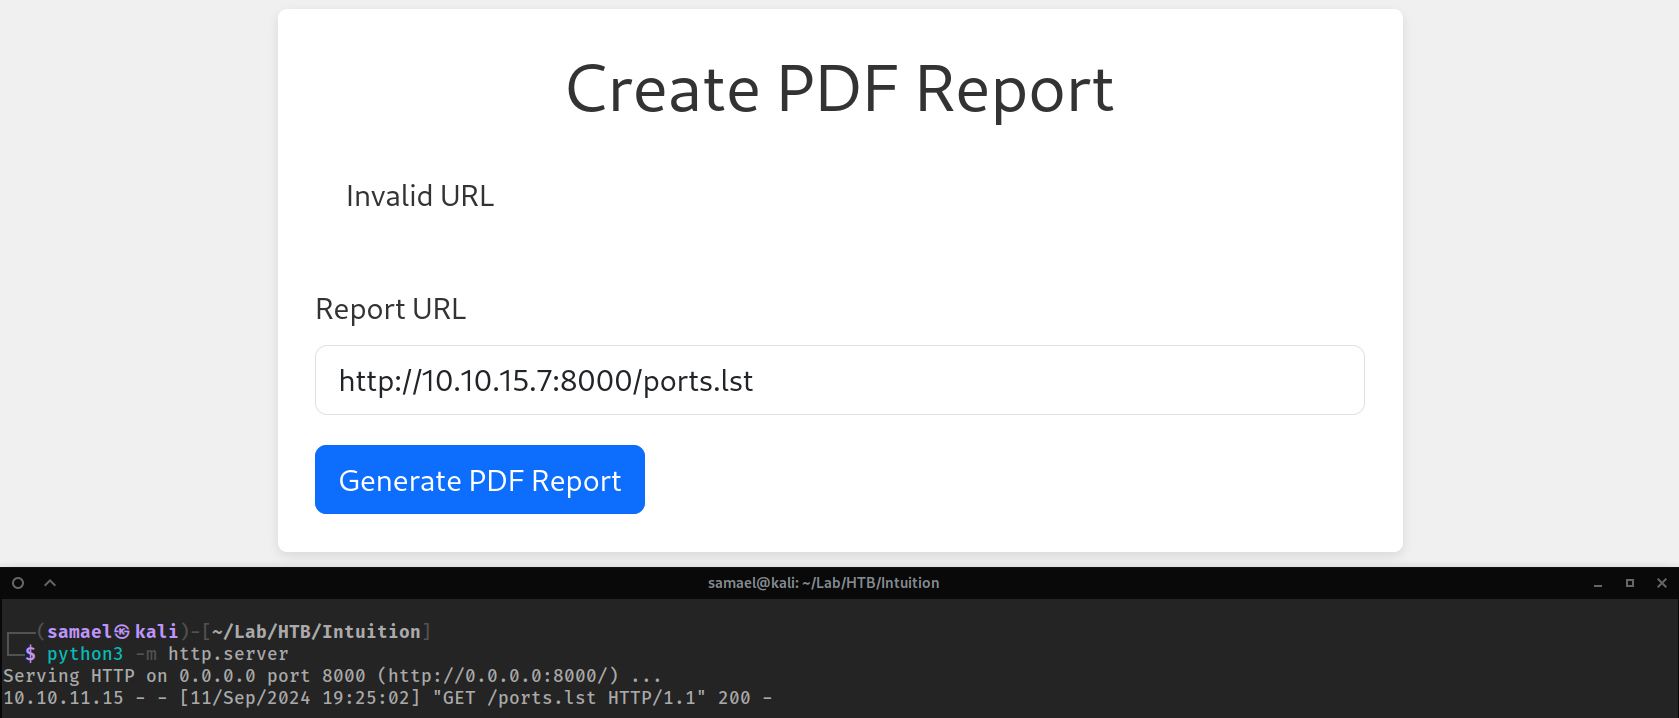 Create PDF Report
Invalid URL
Report URL
http://10.10.15.7:8000/ports.lst
Generate PDF Report
samael@kali: ~/Lab/HTB/Intuition
(samael㉿kali)-[~/Lab/HTB/Intuition]
$ python3 -m http.server
Serving HTTP on 0.0.0.0 port 8000 (http://0.0.0.0:8000/) ...
10.10.11.15 - - [11/Sep/2024 19:25:02] "GET /ports.lst HTTP/1.1" 200 -